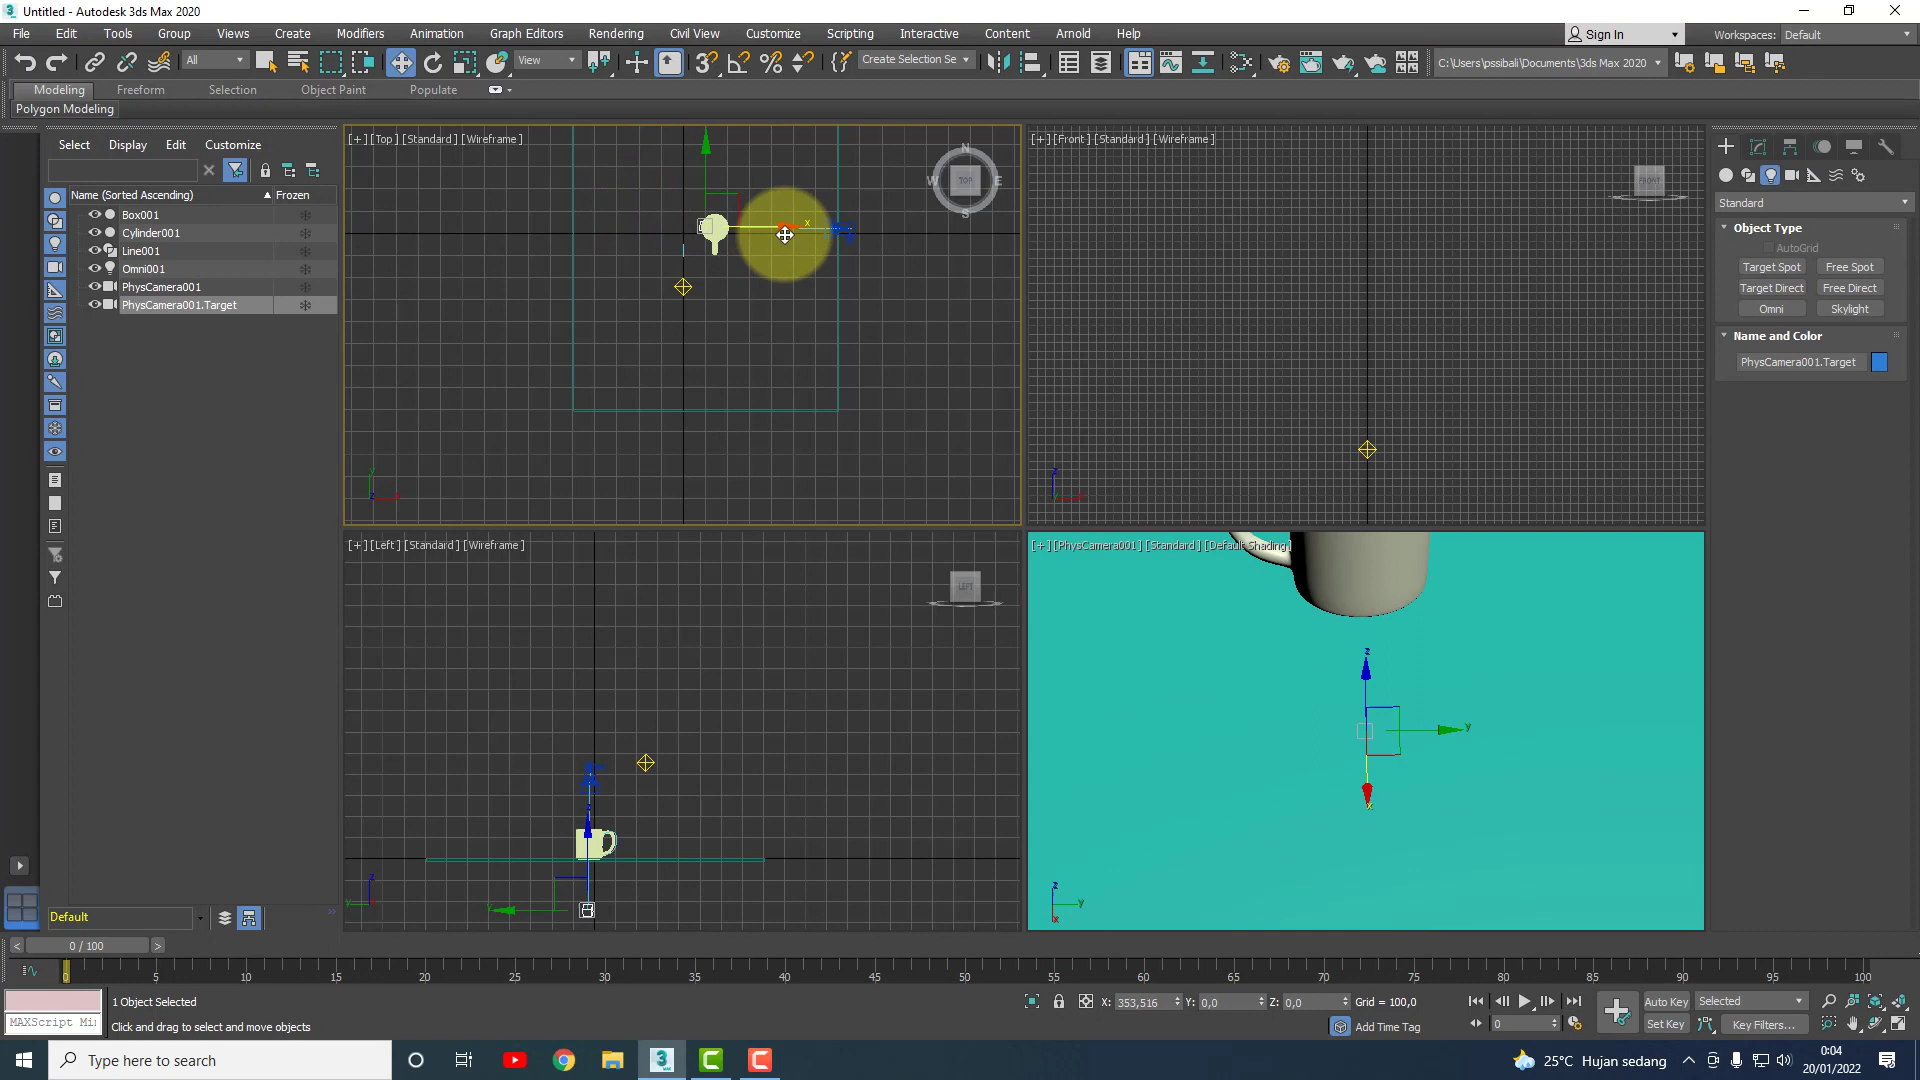 Untitled - Autodesk 3ds Max 2020
File Edit Tools Group Views Create Modifiers Animation Graph Editors Rendering Civil View Customize Scripting Interactive Content Arnold Help
Sign In
Workspaces: Default
All
View
Create Selection Se
C:\Users\pssibali\Documents\3ds Max 2020
Modeling Freeform Selection Object Paint Populate
Polygon Modeling
Select Display Edit Customize
Name (Sorted Ascending) Frozen
Box001
Cylinder001
Line001
Omni001
PhysCamera001
PhysCamera001.Target
Default
[+] [Top] [Standard] [Wireframe]
N
W TOP E
S
x
y
[+] [Front] [Standard] [Wireframe]
FRONT
z
[+] [Left] [Standard] [Wireframe]
LEFT
z
y
[+] [PhysCamera001] [Standard] [Default Shading]
z
y
x
z
y
x
Standard
Object Type
AutoGrid
Target Spot Free Spot
Target Direct Free Direct
Omni Skylight
Name and Color
PhysCamera001.Target
0 / 100
0 5 10 15 20 25 30 35 40 45 50 55 60 65 70 75 80 85 90 95 100
1 Object Selected
X: 353,516 Y: 0,0 Z: 0,0 Grid = 100,0
Auto Key Selected
MAXScript Mi
Click and drag to select and move objects
Add Time Tag
0
Set Key Key Filters...
Type here to search
25°C Hujan sedang
0:04
20/01/2022